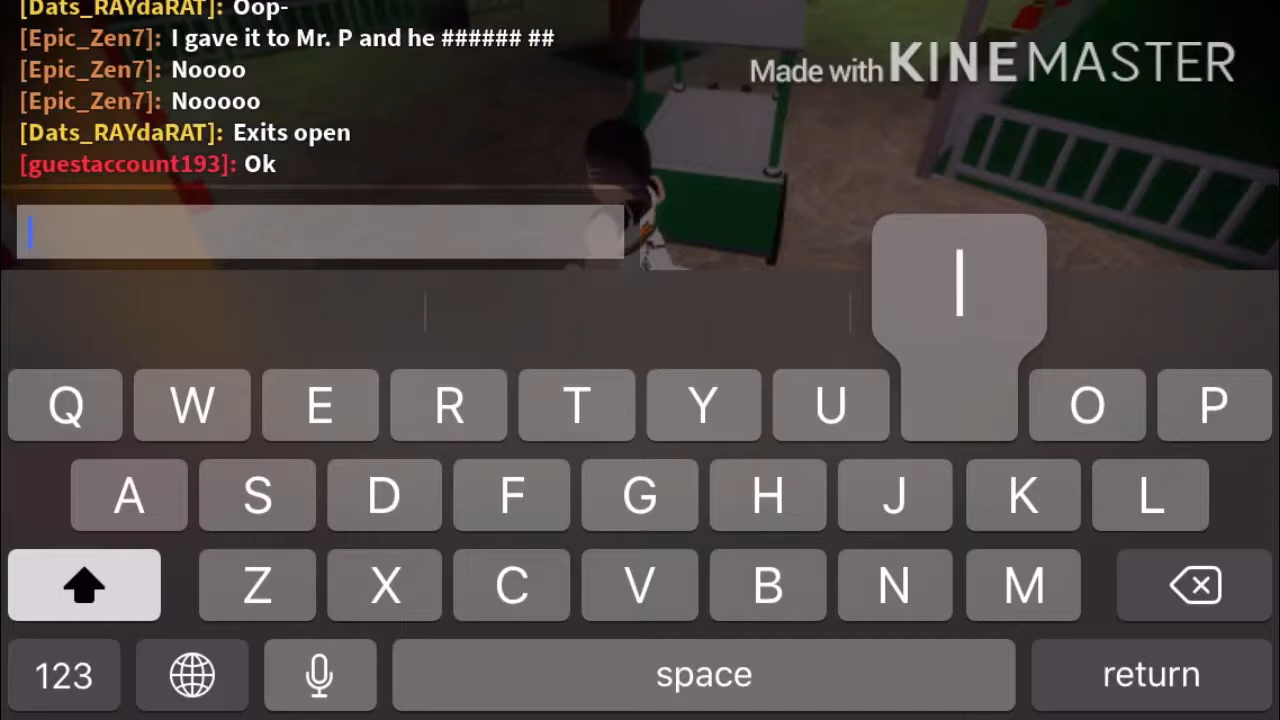 [Dats_RAYdaRAT]: Oop-
[Epic_Zen7]: I gave it to Mr. P and he ###### ##
[Epic_Zen7]: Noooo
[Epic_Zen7]: Nooooo
[Dats_RAYdaRAT]: Exits open
[guestaccount193]: Ok
Made with KINEMASTER
I
Q W E R T Y U O P
A S D F G H J K L
Z X C V B N M
123 space return